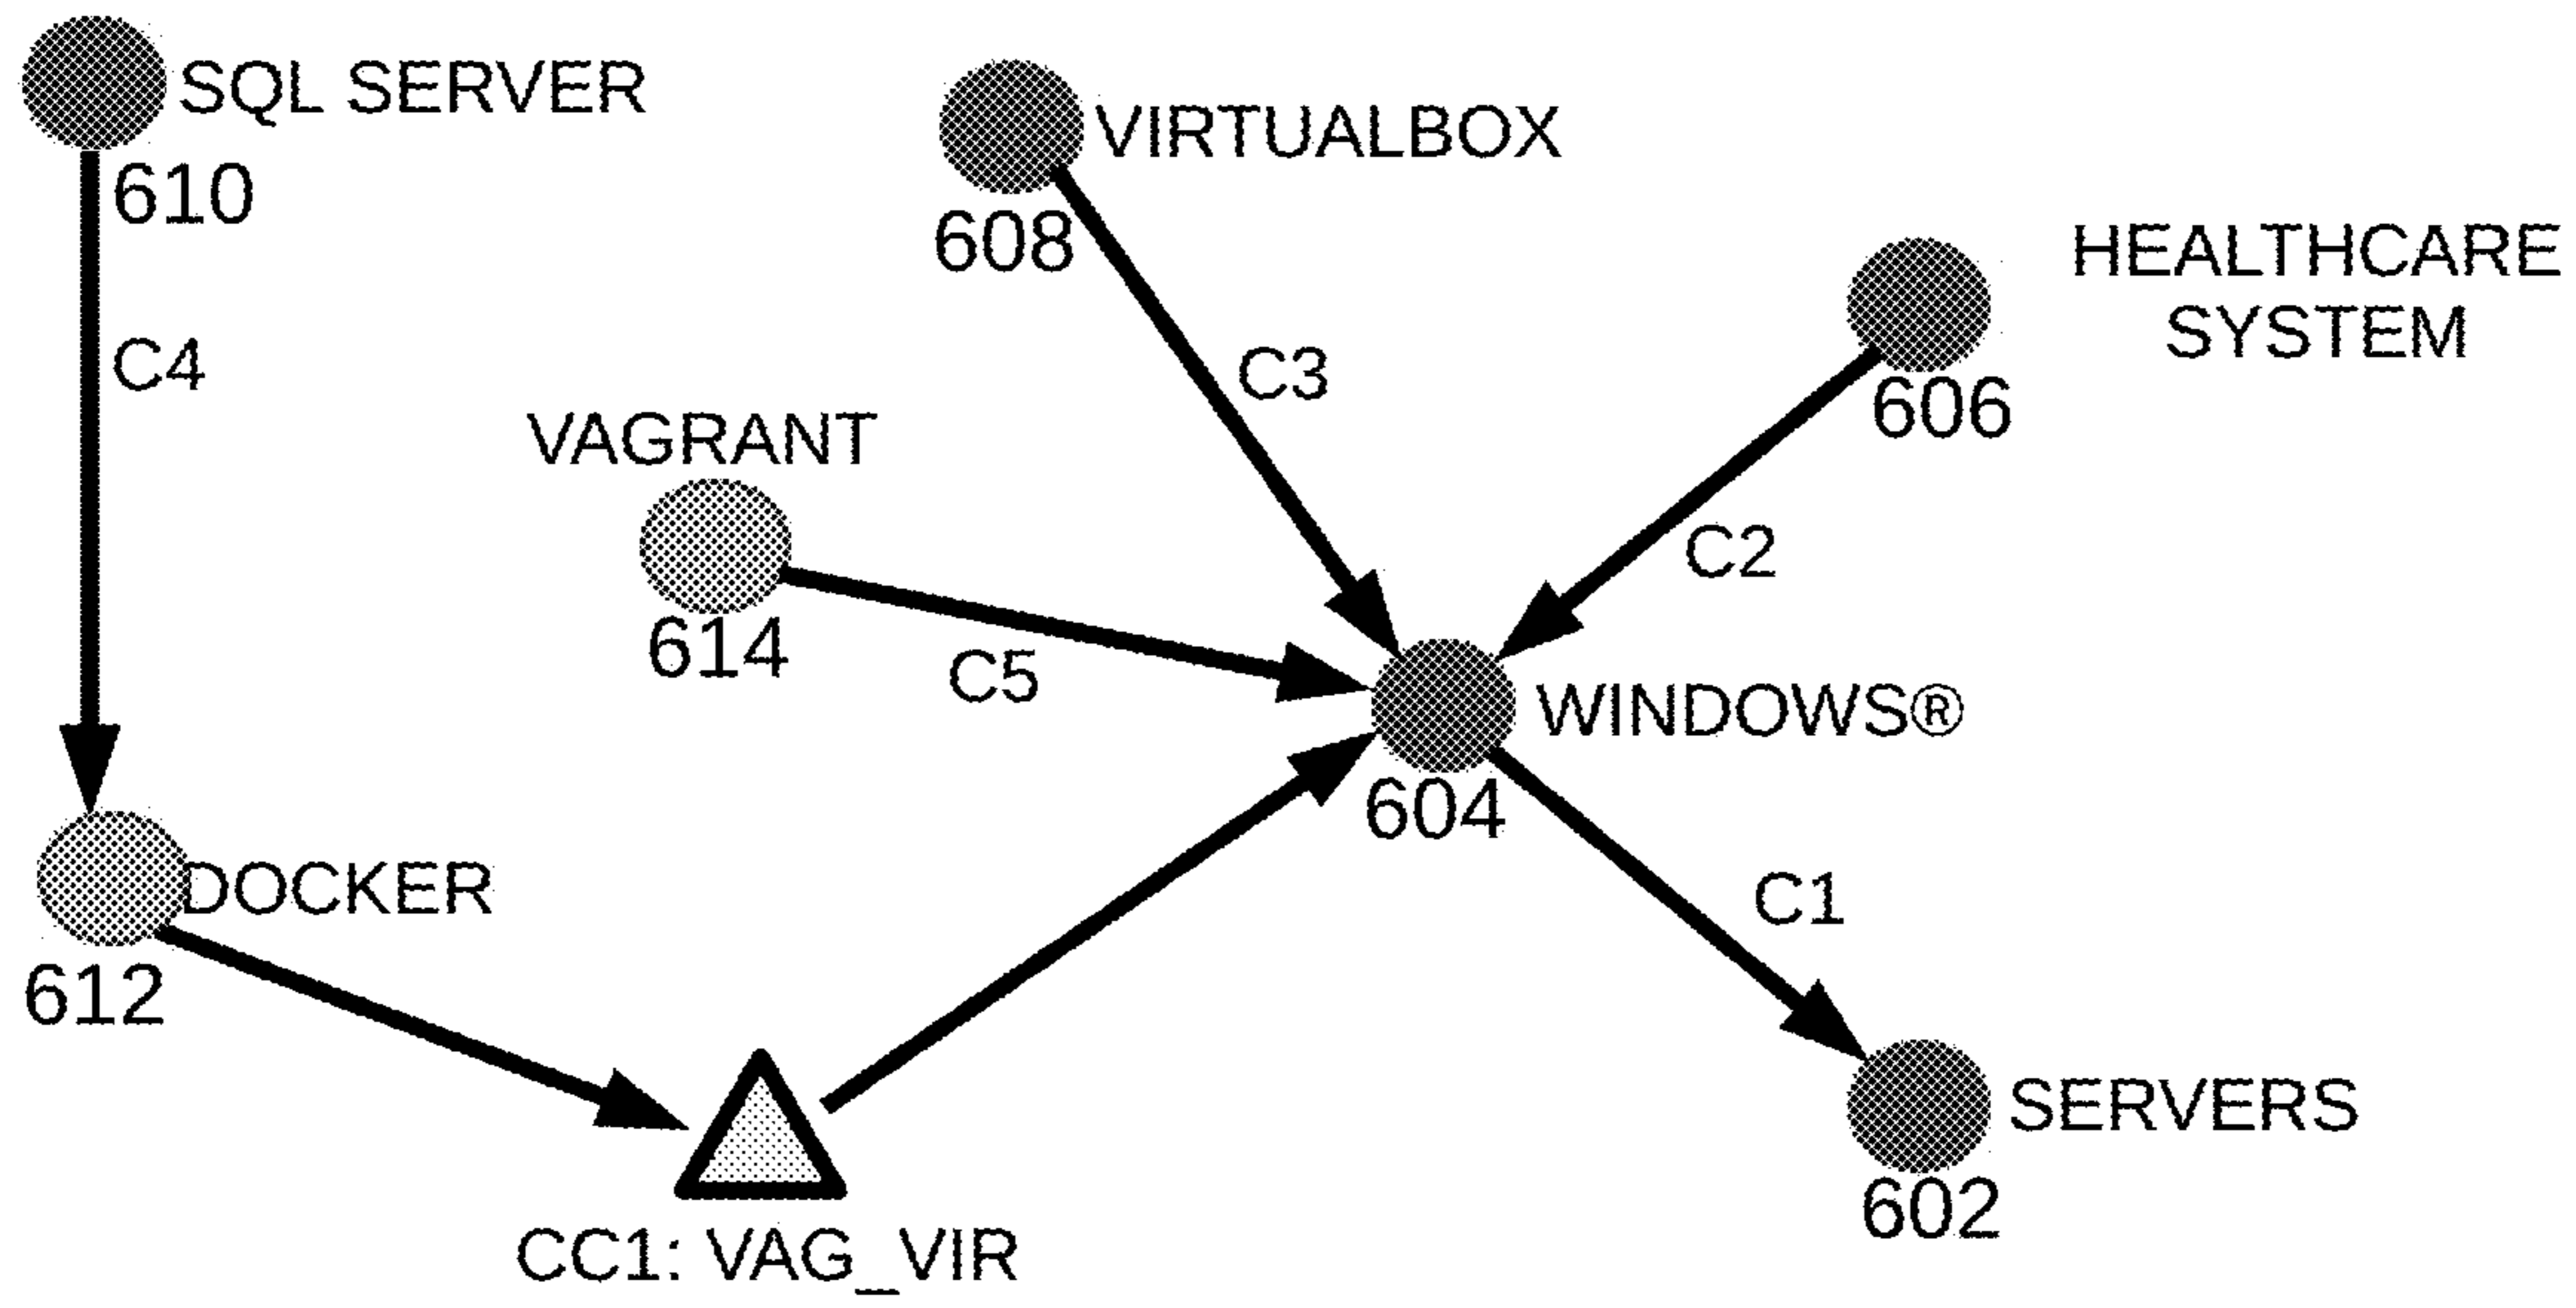 SQL SERVER
610
VIRTUALBOX
608
HEALTHCARE
SYSTEM
606
C4
C3
VAGRANT
614
C2
C5
WINDOWS®
604
DOCKER
612
C1
SERVERS
602
CC1: VAG_VIR